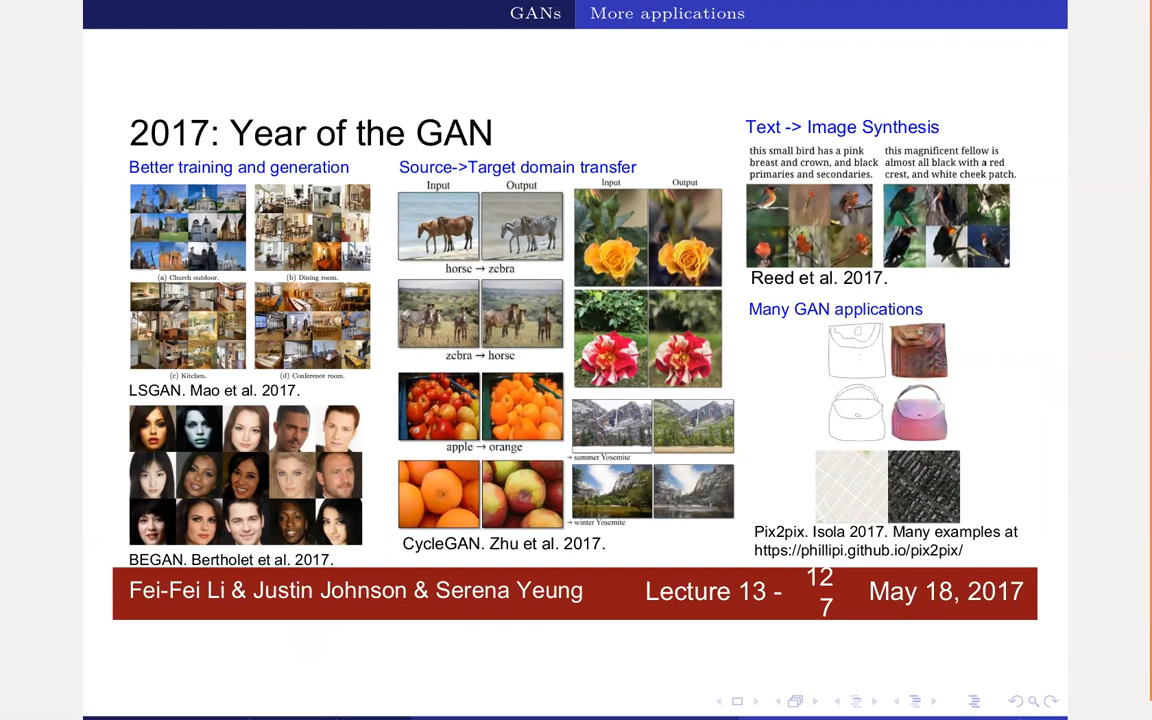 GANs More applications
2017: Year of the GAN
Better training and generation
(a) Church outdoor. (b) Dining room.
(c) Kitchen. (d) Conference room.
LSGAN. Mao et al. 2017.
BEGAN. Bertholet et al. 2017.
Source->Target domain transfer
Input Output
horse → zebra
zebra → horse
apple → orange
Input Output
→ summer Yosemite
→ winter Yosemite
CycleGAN. Zhu et al. 2017.
Text -> Image Synthesis
this small bird has a pink
breast and crown, and black
primaries and secondaries.
this magnificent fellow is
almost all black with a red
crest, and white cheek patch.
Reed et al. 2017.
Many GAN applications
Pix2pix. Isola 2017. Many examples at
https://phillipi.github.io/pix2pix/
Fei-Fei Li & Justin Johnson & Serena Yeung Lecture 13 - 12
7 May 18, 2017